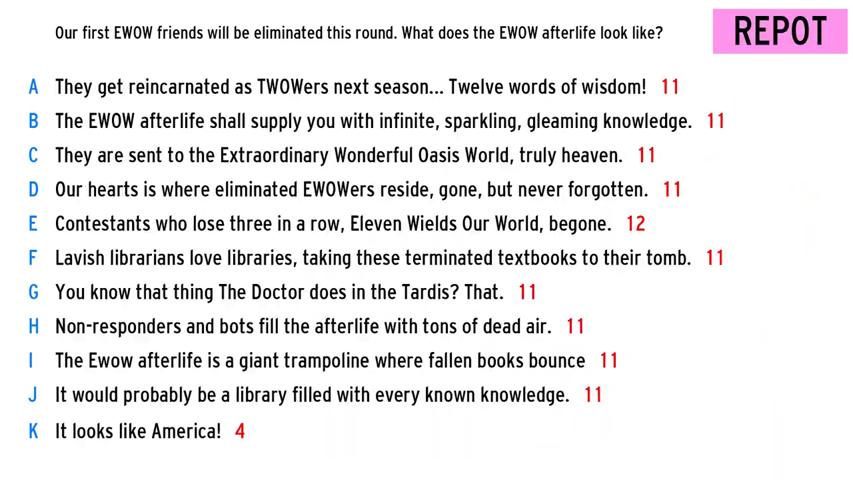 Our first EWOW friends will be eliminated this round. What does the EWOW afterlife look like?
REPOT
A They get reincarnated as TWOWers next season... Twelve words of wisdom! 11
B The EWOW afterlife shall supply you with infinite, sparkling, gleaming knowledge. 11
C They are sent to the Extraordinary Wonderful Oasis World, truly heaven. 11
D Our hearts is where eliminated EWOWers reside, gone, but never forgotten. 11
E Contestants who lose three in a row, Eleven Wields Our World, begone. 12
F Lavish librarians love libraries, taking these terminated textbooks to their tomb. 11
G You know that thing The Doctor does in the Tardis? That. 11
H Non-responders and bots fill the afterlife with tons of dead air. 11
I The Ewow afterlife is a giant trampoline where fallen books bounce 11
J It would probably be a library filled with every known knowledge. 11
K It looks like America! 4